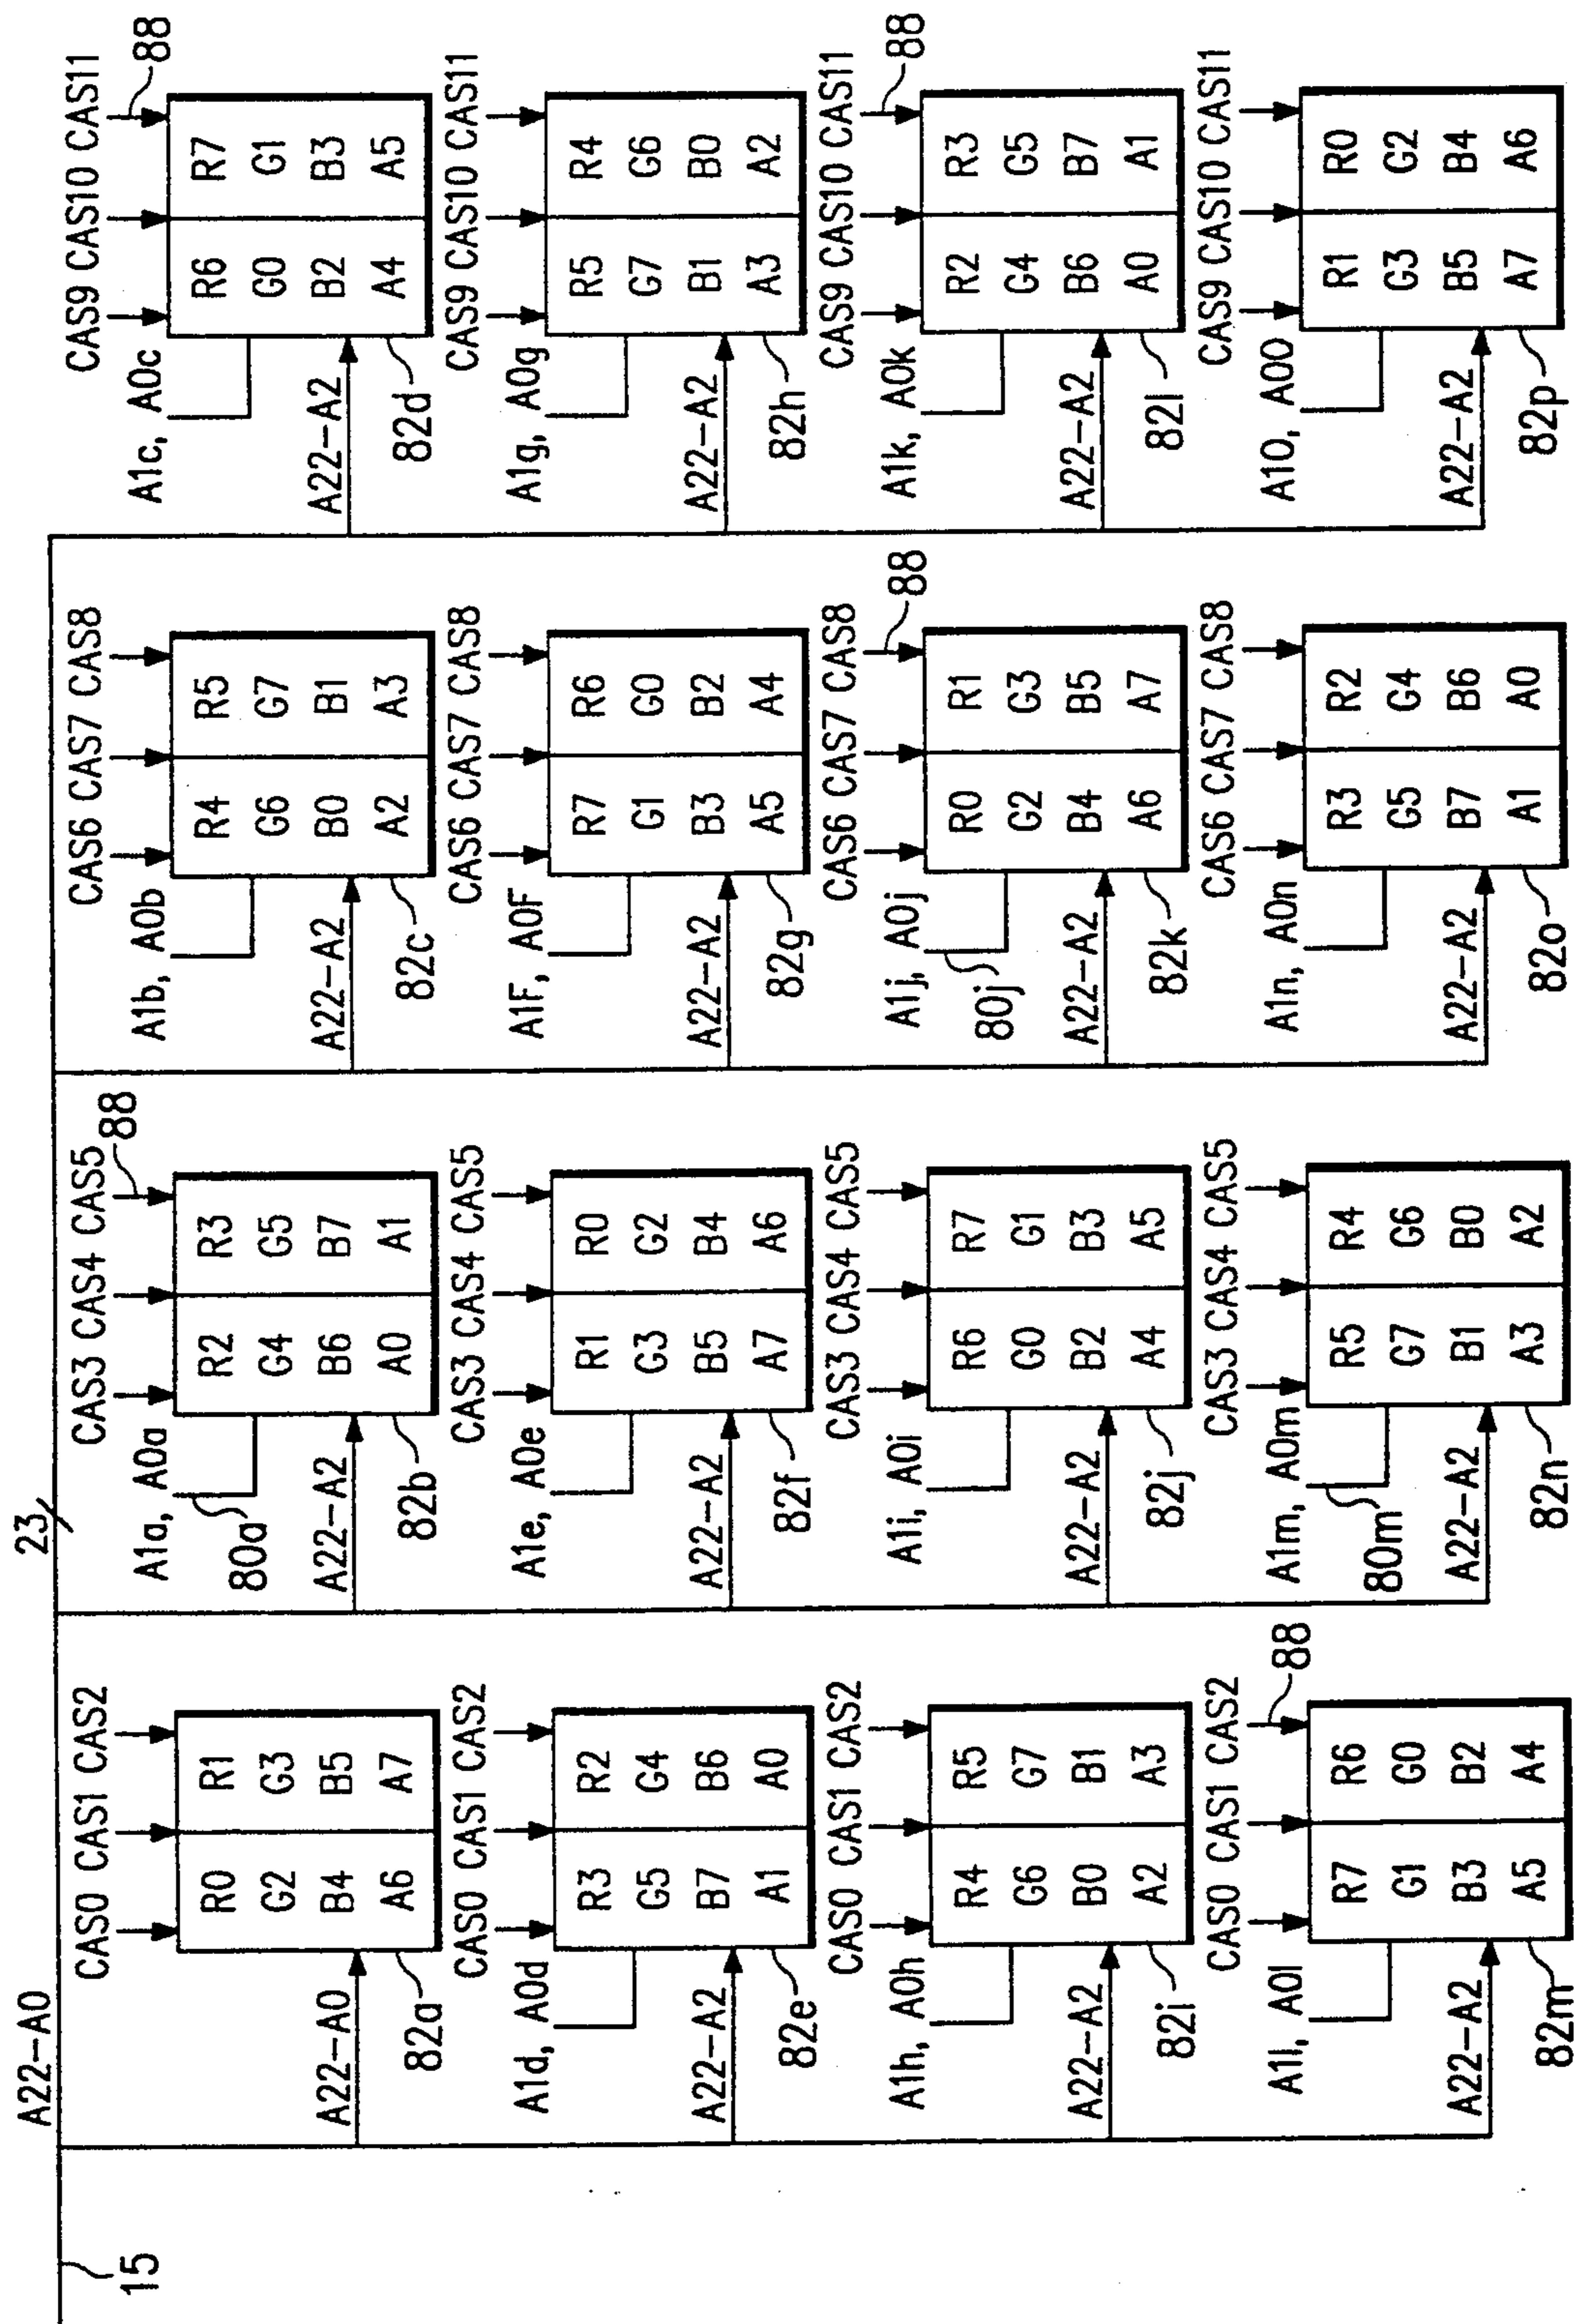 A22-A0
23
15
CAS0 CAS1 CAS2
R0 R1
G2 G3
B4 B5
A6 A7
A22-A0
82a
CAS3 CAS4 CAS5
88
A1a, A0a
80a
R2 R3
G4 G5
B6 B7
A0 A1
A22-A2
82b
CAS6 CAS7 CAS8
A1b, A0b
R4 R5
G6 G7
B0 B1
A2 A3
A22-A2
82c
CAS9 CAS10 CAS11
88
A1c, A0c
R6 R7
G0 G1
B2 B3
A4 A5
A22-A2
82d
CAS0 CAS1 CAS2
A1d, A0d
R3 R2
G5 G4
B7 B6
A1 A0
A22-A2
82e
CAS3 CAS4 CAS5
A1e, A0e
R1 R0
G3 G2
B5 B4
A7 A6
A22-A2
82f
CAS6 CAS7 CAS8
A1F, A0F
R7 R6
G1 G0
B3 B2
A5 A4
A22-A2
82g
CAS9 CAS10 CAS11
A1g, A0g
R5 R4
G7 G6
B1 B0
A3 A2
A22-A2
82h
CAS0 CAS1 CAS2
A1h, A0h
R4 R5
G6 G7
B0 B1
A2 A3
A22-A2
82i
CAS3 CAS4 CAS5
A1i, A0i
R6 R7
G0 G1
B2 B3
A4 A5
A22-A2
82j
CAS6 CAS7 CAS8
88
A1j, A0j
80j
R0 R1
G2 G3
B4 B5
A6 A7
A22-A2
82k
CAS9 CAS10 CAS11
88
A1k, A0k
R2 R3
G4 G5
B6 B7
A0 A1
A22-A2
82l
CAS0 CAS1 CAS2
88
A1l, A0l
R7 R6
G1 G0
B3 B2
A5 A4
A22-A2
82m
CAS3 CAS4 CAS5
A1m, A0m
80m
R5 R4
G7 G6
B1 B0
A3 A2
A22-A2
82n
CAS6 CAS7 CAS8
A1n, A0n
R3 R2
G5 G4
B7 B6
A1 A0
A22-A2
82o
CAS9 CAS10 CAS11
A10, A00
R1 R0
G3 G2
B5 B4
A7 A6
A22-A2
82p